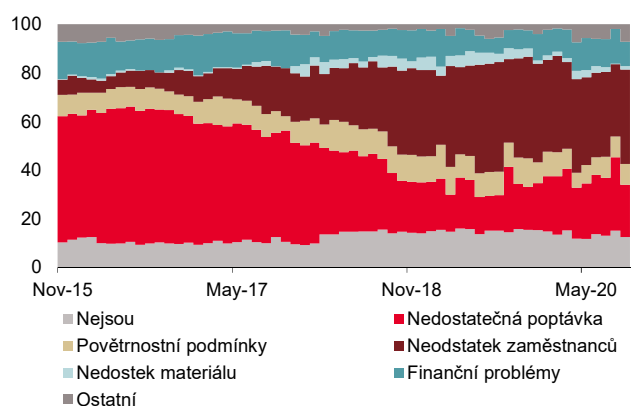 100
80
60
40
20
0
Nov-15 May-17 Nov-18 May-20
Nejsou Nedostatečná poptávka
Povětrnostní podmínky Neodstatek zaměstnanců
Nedostek materiálu Finanční problémy
Ostatní